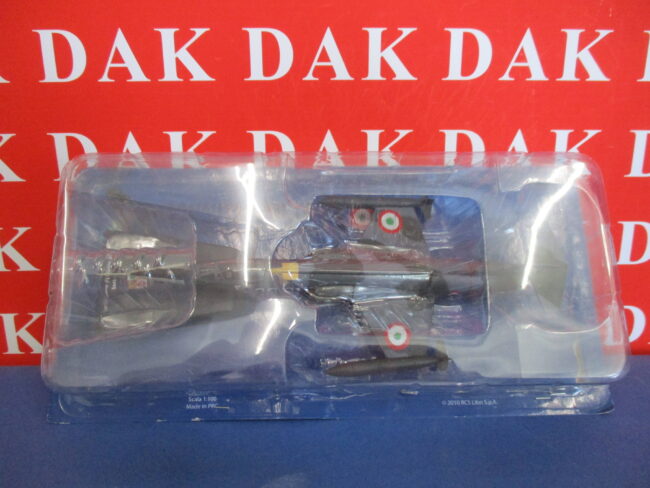 DAK DAK DAK DAK
DAK DAK DAK DAK
DAK
DAK
Scala 1:100
Made in PRC
© 2010 RCS Libri S.p.A.